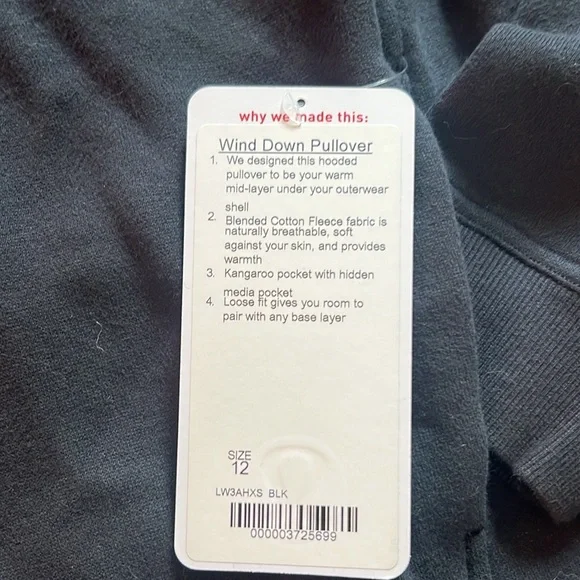 why we made this:
Wind Down Pullover
1. We designed this hooded
pullover to be your warm
mid-layer under your outerwear
shell
2. Blended Cotton Fleece fabric is
naturally breathable, soft
against your skin, and provides
warmth
3. Kangaroo pocket with hidden
media pocket
4. Loose fit gives you room to
pair with any base layer
SIZE
12
LW3AHXS BLK
000003725699